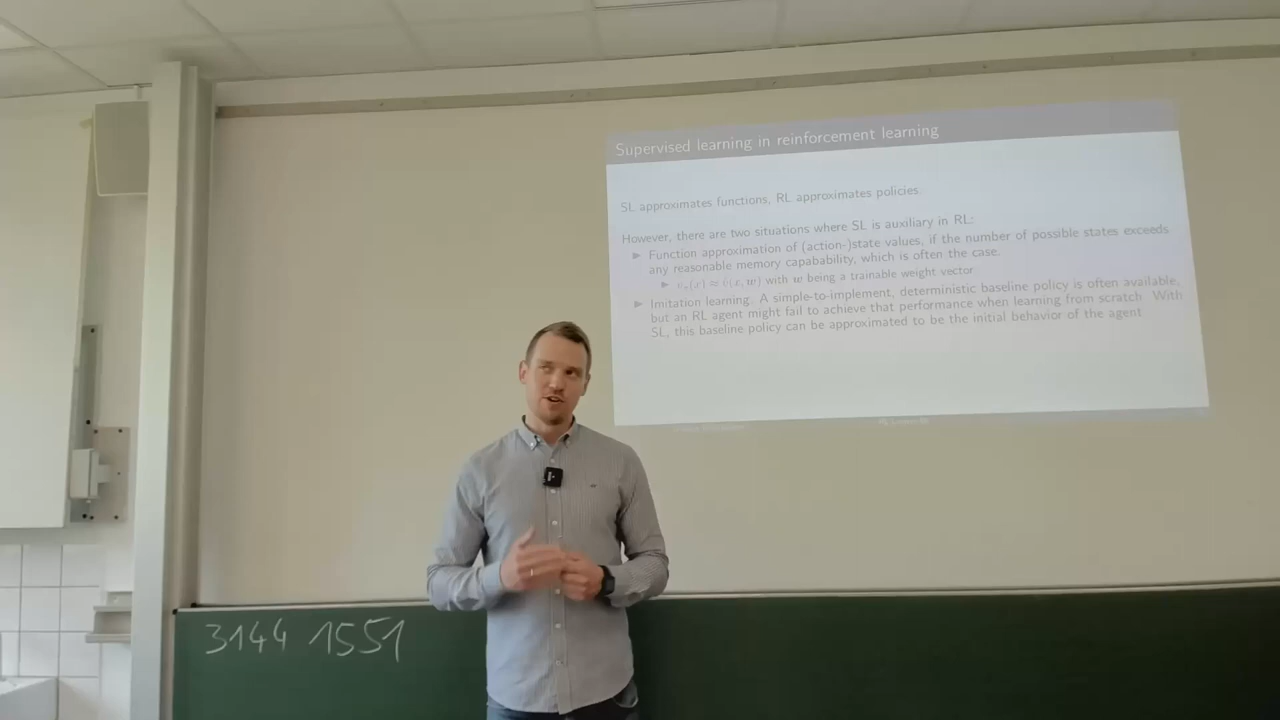 Supervised learning in reinforcement learning
SL approximates functions, RL approximates policies.
However, there are two situations where SL is auxiliary in RL:
▶ Function approximation of (action-)state values, if the number of possible states exceeds
any reasonable memory capabability, which is often the case.
▶ with w being a trainable weight vector
▶ Imitation learning: A simple-to-implement, deterministic baseline policy is often available,
but an RL agent might fail to achieve that performance when learning from scratch. With
SL, this baseline policy can be approximated to be the initial behavior of the agent
3144 1551